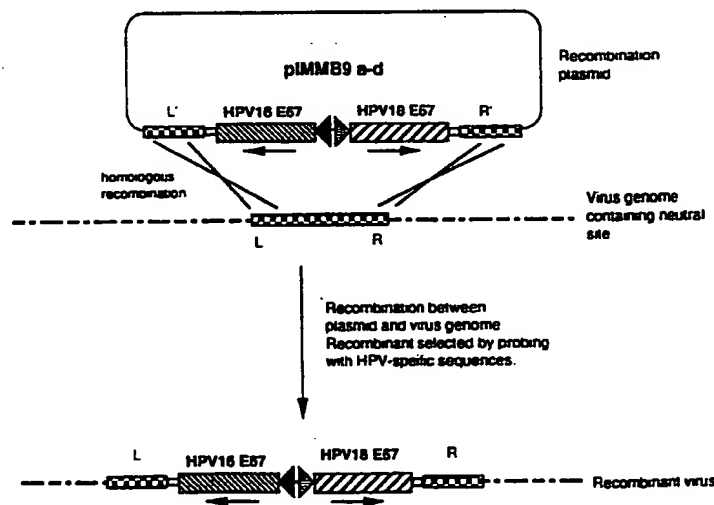 pIMMB9 a-d
Recombination
plasmid
L'
HPV16 E67
HPV18 E67
R'
homologous
recombination
Virus genome
containing neutral
site
L
R
Recombination between
plasmid and virus genome
Recombinant selected by probing
with HPV-speific sequences.
L
HPV16 E67
HPV18 E67
R
Recombinant virus